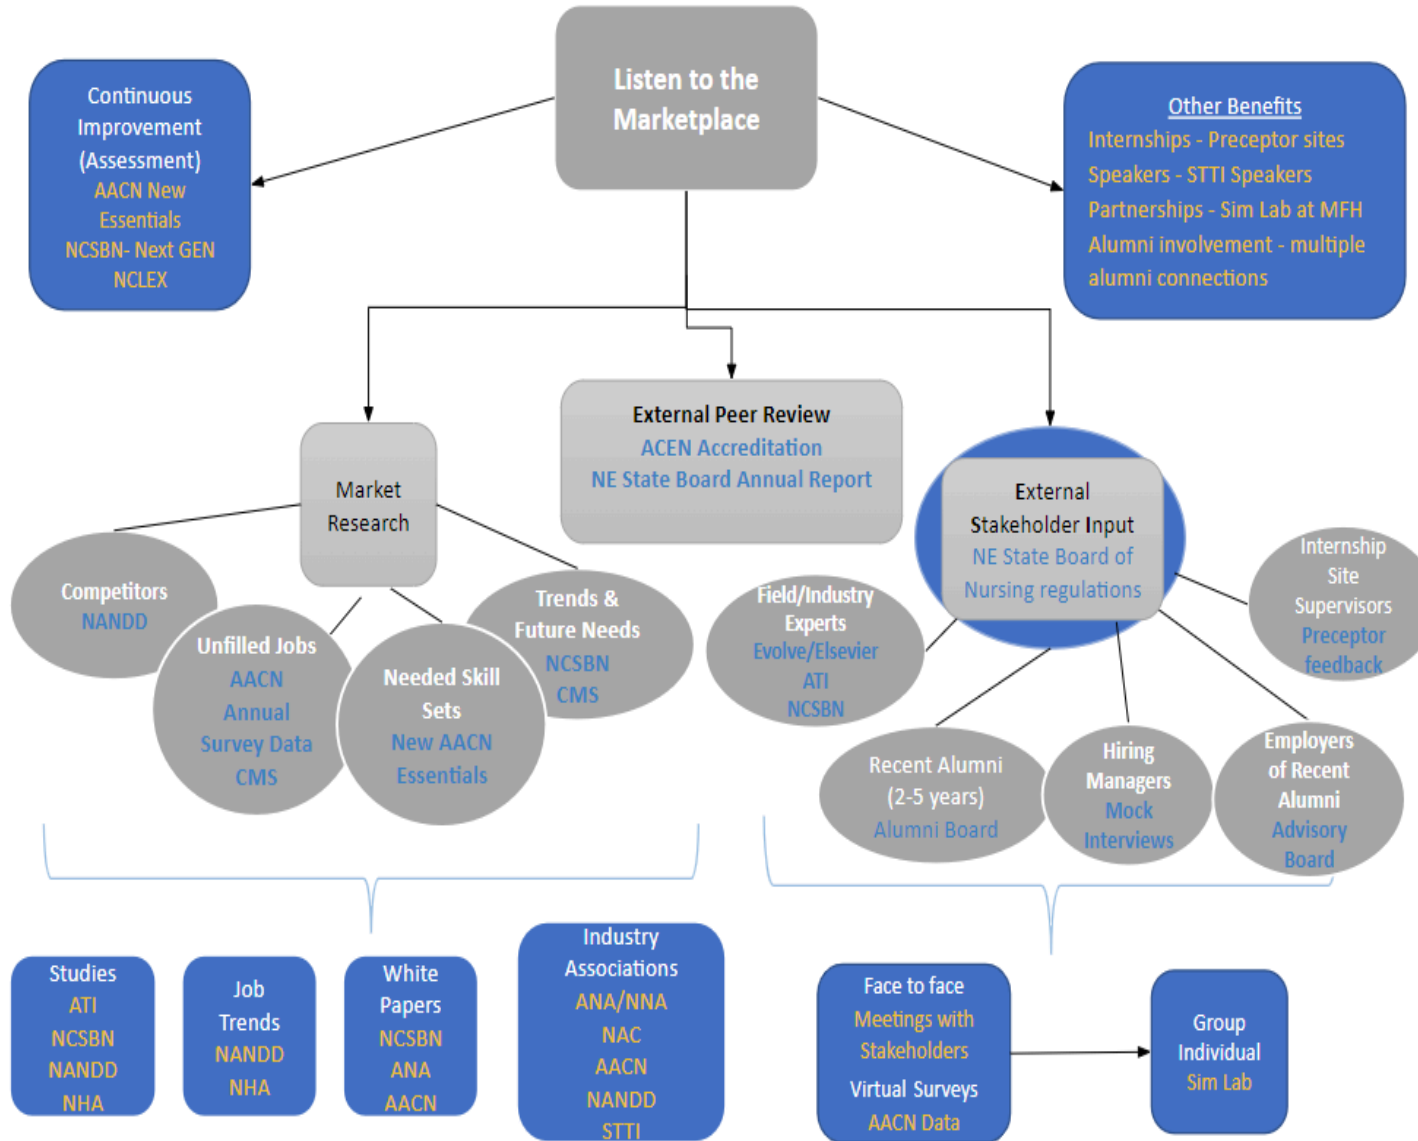 Listen to the
Marketplace
Continuous
Improvement
(Assessment)
AACN New
Essentials
NCSBN- Next GEN
NCLEX
Other Benefits
Internships - Preceptor sites
Speakers - STTI Speakers
Partnerships - Sim Lab at MFH
Alumni involvement - multiple
alumni connections
External Peer Review
ACEN Accreditation
NE State Board Annual Report
Market
Research
External
Stakeholder Input
NE State Board of
Nursing regulations
Competitors
NANDD
Unfilled Jobs
AACN
Annual
Survey Data
CMS
Needed Skill
Sets
New AACN
Essentials
Trends &
Future Needs
NCSBN
CMS
Field/Industry
Experts
Evolve/Elsevier
ATI
NCSBN
Internship
Site
Supervisors
Preceptor
feedback
Recent Alumni
(2-5 years)
Alumni Board
Hiring
Managers
Mock
Interviews
Employers
of Recent
Alumni
Advisory
Board
Studies
ATI
NCSBN
NANDD
NHA
Job
Trends
NANDD
NHA
White
Papers
NCSBN
ANA
AACN
Industry
Associations
ANA/NNA
NAC
AACN
NANDD
STTI
Face to face
Meetings with
Stakeholders
Virtual Surveys
AACN Data
Group
Individual
Sim Lab